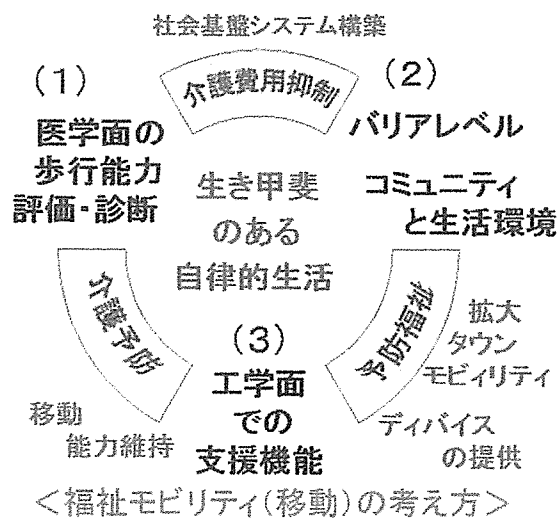 社会基盤システム構築
介護費用抑制
(1)
医学面の
歩行能力
評価・診断
(2)
バリアレベル
コミュニティ
と生活環境
生き甲斐
のある
自律的生活
介護予防
予防福祉
(3)
工学面
での
支援機能
移動
能力維持
拡大
タウン
モビィリティ
ディバイス
の提供
<福祉モビリティ(移動)の考え方>